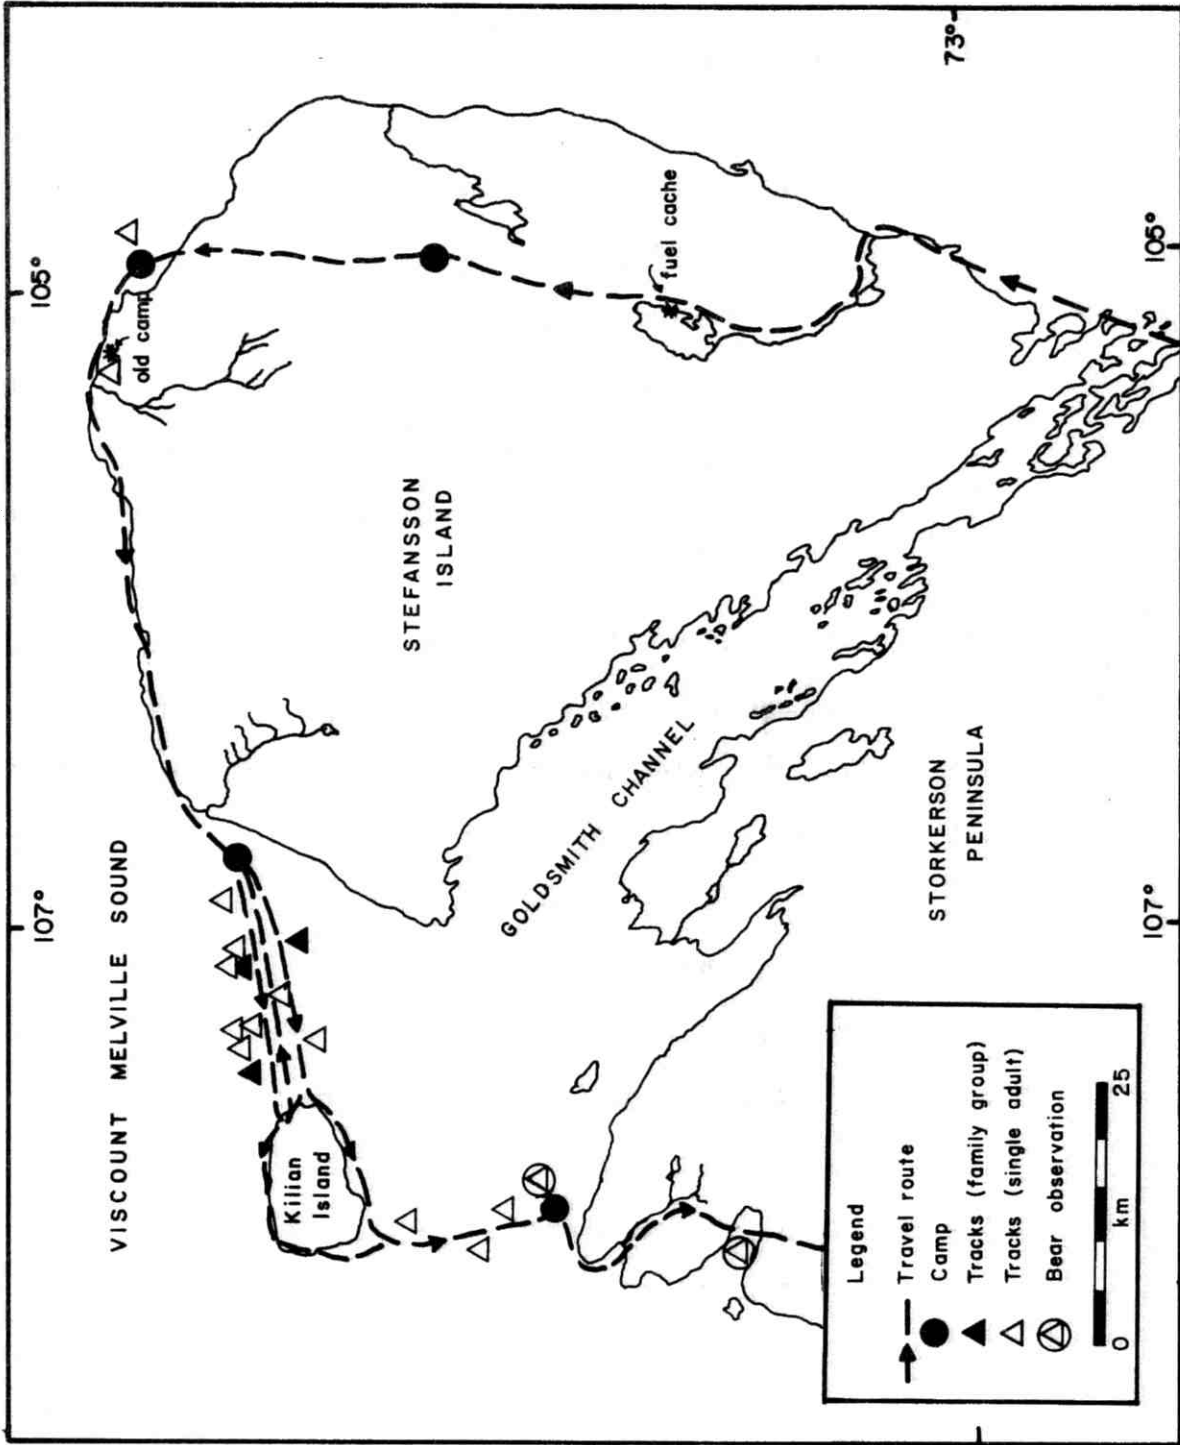 107°
105°
VISCOUNT MELVILLE SOUND
old camp
Kilian
Island
STEFANSSON
ISLAND
GOLDSMITH CHANNEL
fuel cache
STORKERSON
PENINSULA
73°
107°
105°
Legend
Travel route
Camp
Tracks (family group)
Tracks (single adult)
Bear observation
0 km 25